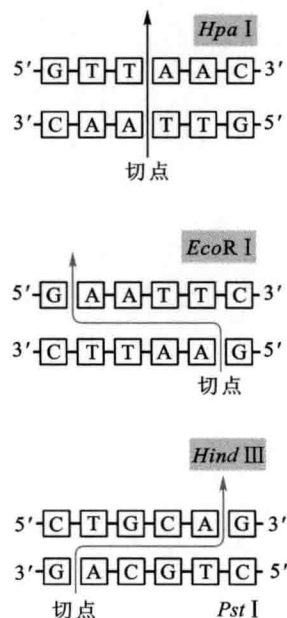 Hpa I
5′-G-T-T-A-A-C-3′
3′-C-A-A-T-T-G-5′
切点
EcoR I
5′-G A-A-T-T-C-3′
3′-C-T-T-A-A G-5′
切点
Hind III
5′-C-T-G-C-A G-3′
3′-G A-C-G-T-C 5′
切点 Pst I